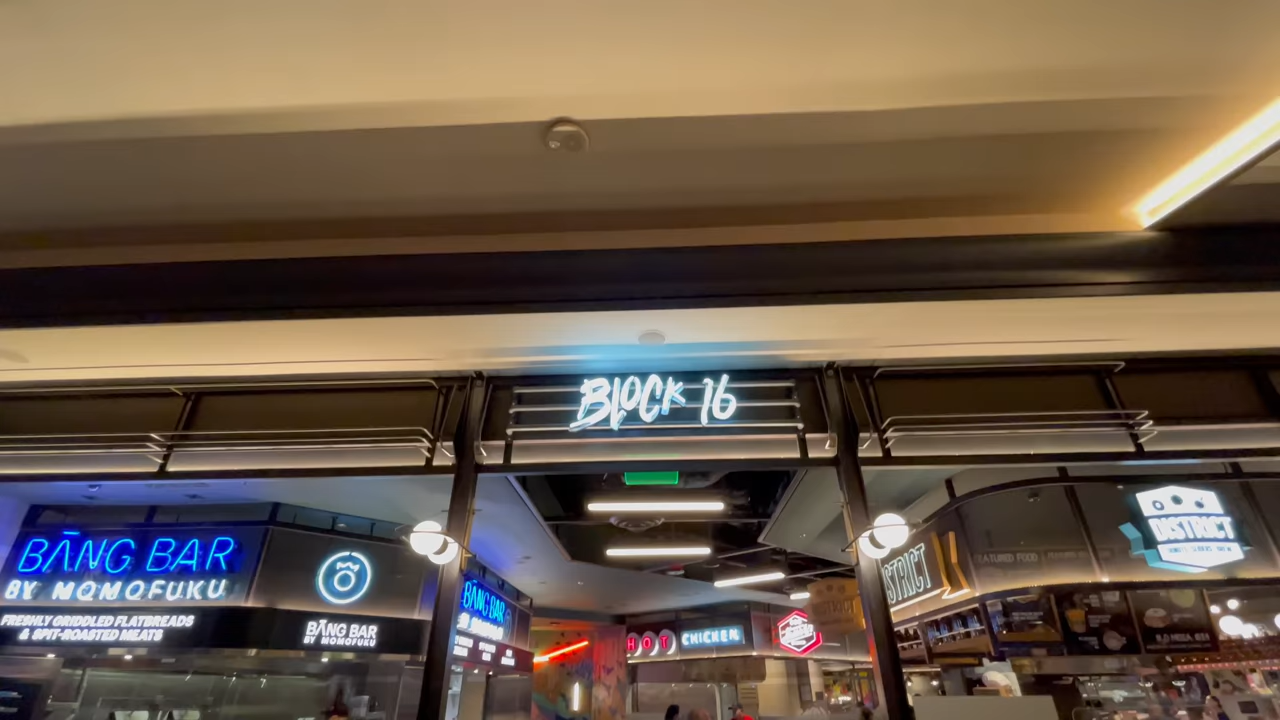 BLOCK 16
BĀNG BAR
BY MOMOFUKU
FRESHLY GRIDDLED FLATBREADS
& SPIT-ROASTED MEATS
BĀNG BAR
BY MOMOFUKU
BĀNG BAR
HOT CHICKEN
STRICT
DISTRICT